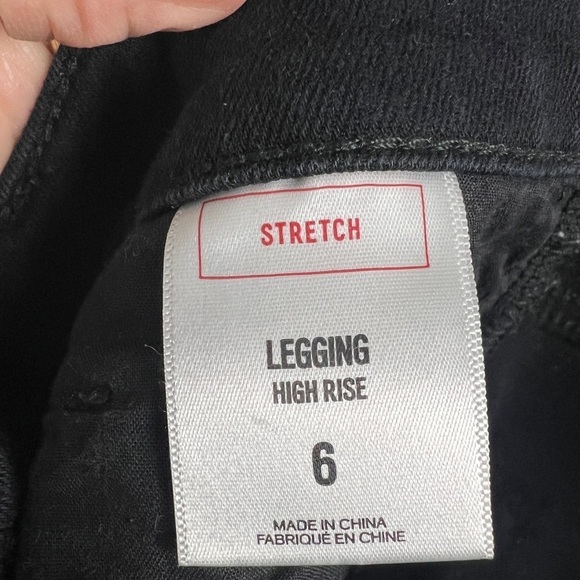 STRETCH
LEGGING
HIGH RISE
6
MADE IN CHINA
FABRIQUÉ EN CHINE